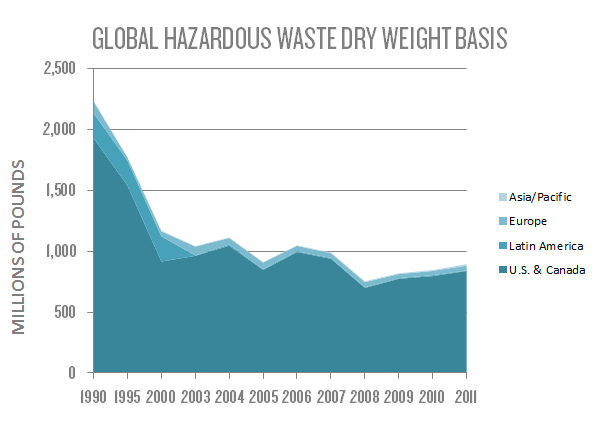 GLOBAL HAZARDOUS WASTE DRY WEIGHT BASIS
MILLIONS OF POUNDS
2,500
2,000
1,500
1,000
500
0
1990 1995 2000 2003 2004 2005 2006 2007 2008 2009 2010 2011
Asia/Pacific
Europe
Latin America
U.S. & Canada